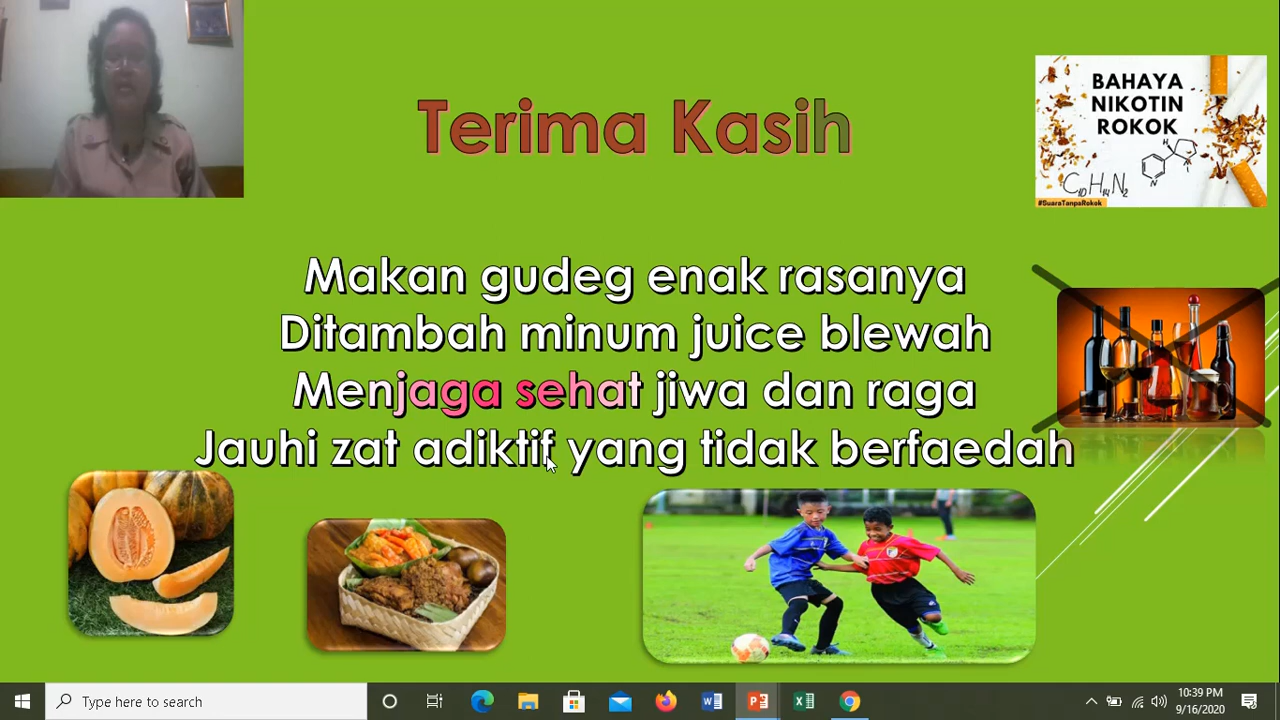 Terima Kasih
BAHAYA
NIKOTIN
ROKOK
C10H14N2
H
N
#SuaraTanpaRokok
Makan gudeg enak rasanya
Ditambah minum juice blewah
Menjaga sehat jiwa dan raga
Jauhi zat adiktif yang tidak berfaedah
Type here to search
10:39 PM
9/16/2020